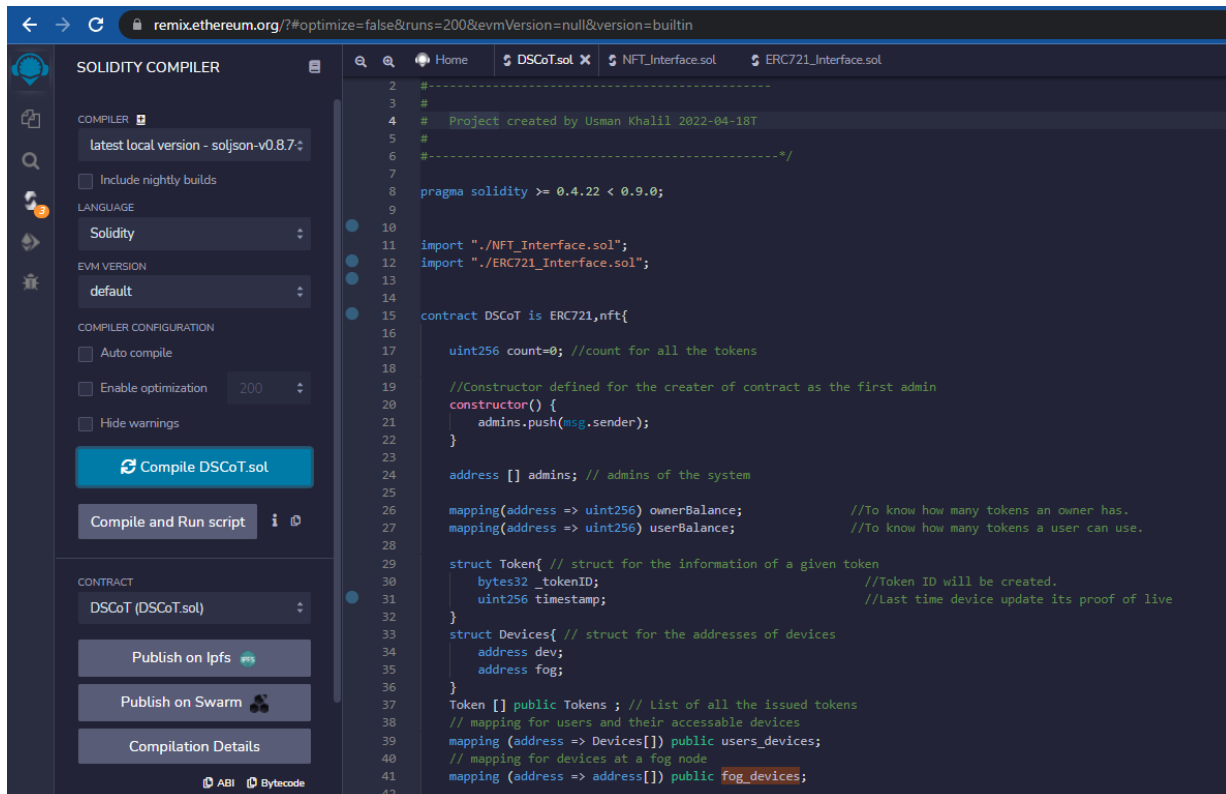 remix.ethereum.org/?#optimize=false&runs=200&evmVersion=null&version=builtin
SOLIDITY COMPILER
COMPILER
latest local version - soljson-v0.8.7-
Include nightly builds
LANGUAGE
Solidity
3
EVM VERSION
default
COMPILER CONFIGURATION
Auto compile
Enable optimization 200
Hide warnings
Compile DSCoT.sol
Compile and Run script i
CONTRACT
DSCoT (DSCoT.sol)
Publish on Ipfs
Publish on Swarm
Compilation Details
ABI Bytecode
Home DSCoT.sol NFT_Interface.sol ERC721_Interface.sol
2 #------------------------------------------------
3 #
4 # Project created by Usman Khalil 2022-04-18T
5 #
6 #-------------------------------------------------*/
7
8 pragma solidity >= 0.4.22 < 0.9.0;
9
10
11 import "./NFT_Interface.sol";
12 import "./ERC721_Interface.sol";
13
14
15 contract DSCoT is ERC721,nft{
16
17 uint256 count=0; //count for all the tokens
18
19 //Constructor defined for the creater of contract as the first admin
20 constructor() {
21 admins.push(msg.sender);
22 }
23
24 address [] admins; // admins of the system
25
26 mapping(address => uint256) ownerBalance; //To know how many tokens an owner has.
27 mapping(address => uint256) userBalance; //To know how many tokens a user can use.
28
29 struct Token{ // struct for the information of a given token
30 bytes32 _tokenID; //Token ID will be created.
31 uint256 timestamp; //Last time device update its proof of live
32 }
33 struct Devices{ // struct for the addresses of devices
34 address dev;
35 address fog;
36 }
37 Token [] public Tokens ; // List of all the issued tokens
38 // mapping for users and their accessable devices
39 mapping (address => Devices[]) public users_devices;
40 // mapping for devices at a fog node
41 mapping (address => address[]) public fog_devices;